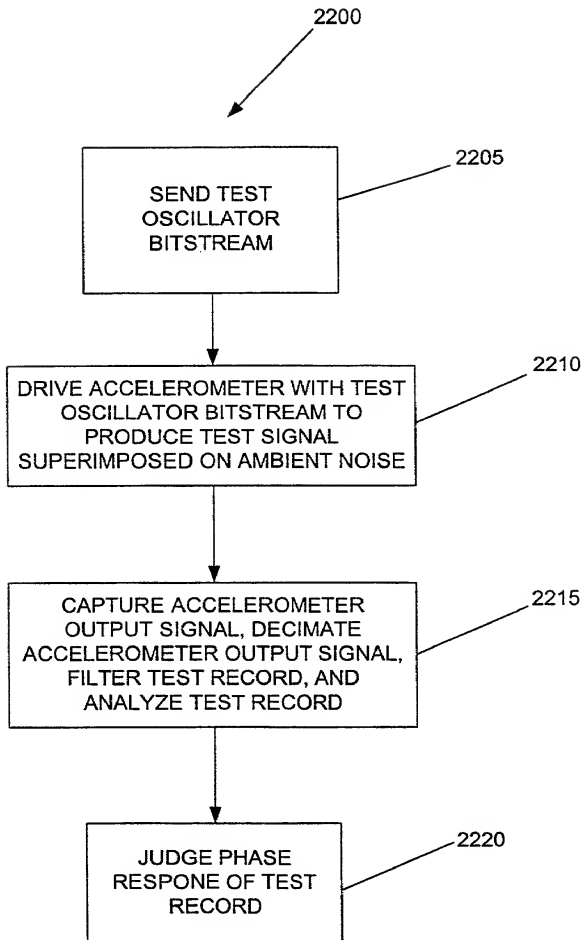 2200
2205
SEND TEST
OSCILLATOR
BITSTREAM
2210
DRIVE ACCELEROMETER WITH TEST
OSCILLATOR BITSTREAM TO
PRODUCE TEST SIGNAL
SUPERIMPOSED ON AMBIENT NOISE
2215
CAPTURE ACCELEROMETER
OUTPUT SIGNAL, DECIMATE
ACCELEROMETER OUTPUT SIGNAL,
FILTER TEST RECORD, AND
ANALYZE TEST RECORD
2220
JUDGE PHASE
RESPONE OF TEST
RECORD